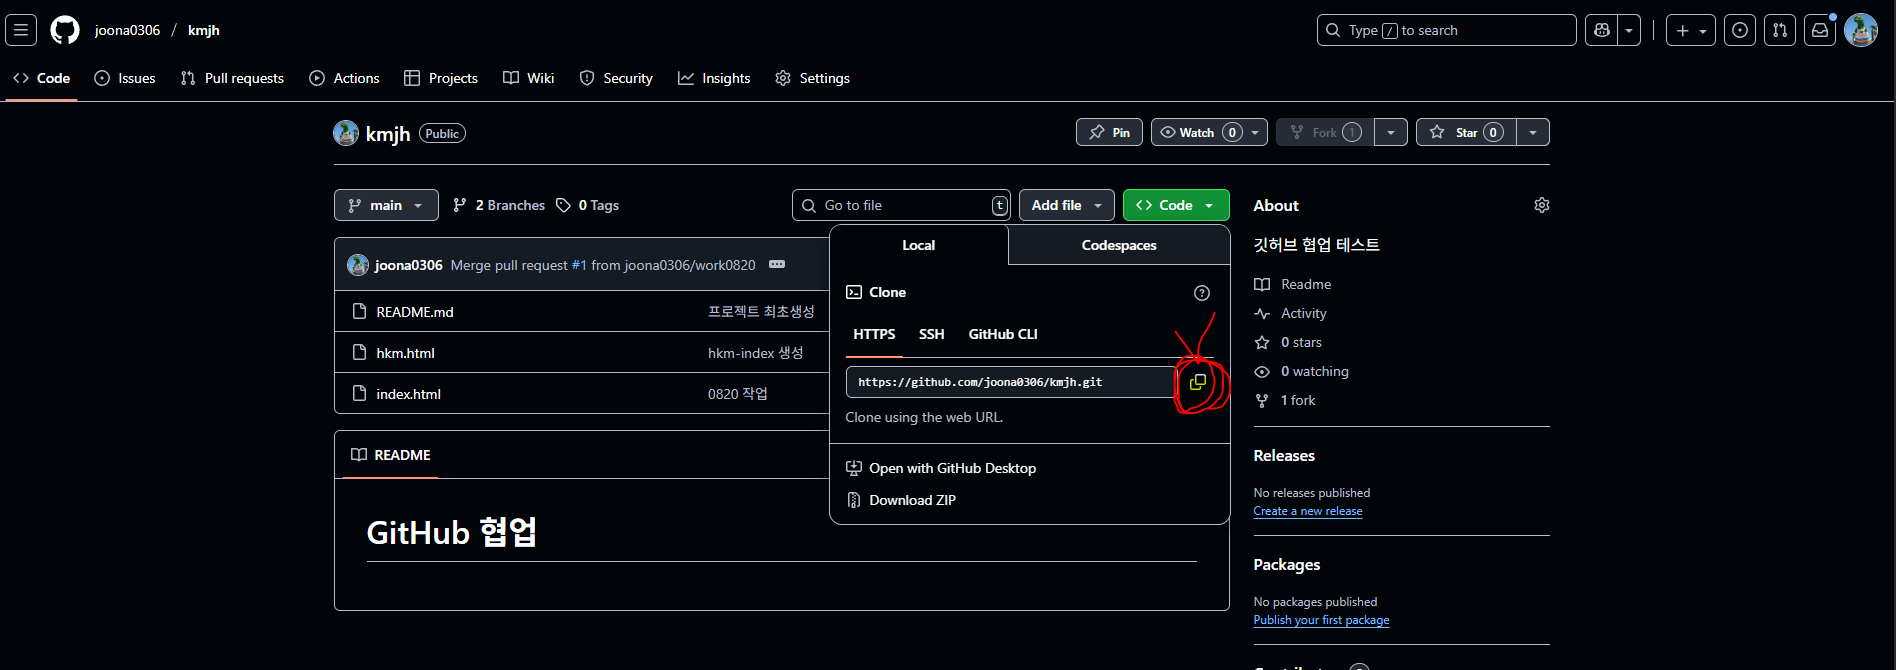 joona0306 / kmjh
Type / to search
Code Issues Pull requests Actions Projects Wiki Security Insights Settings
kmjh Public
Pin Watch 0 Fork 1 Star 0
main 2 Branches 0 Tags
Go to file t Add file Code
joona0306 Merge pull request #1 from joona0306/work0820
README.md 프로젝트 최초생성
hkm.html hkm-index 생성
index.html 0820 작업
README
GitHub 협업
Local Codespaces
Clone
HTTPS SSH GitHub CLI
https://github.com/joona0306/kmjh.git
Clone using the web URL.
Open with GitHub Desktop
Download ZIP
About
깃허브 협업 테스트
Readme
Activity
0 stars
0 watching
1 fork
Releases
No releases published
Create a new release
Packages
No packages published
Publish your first package